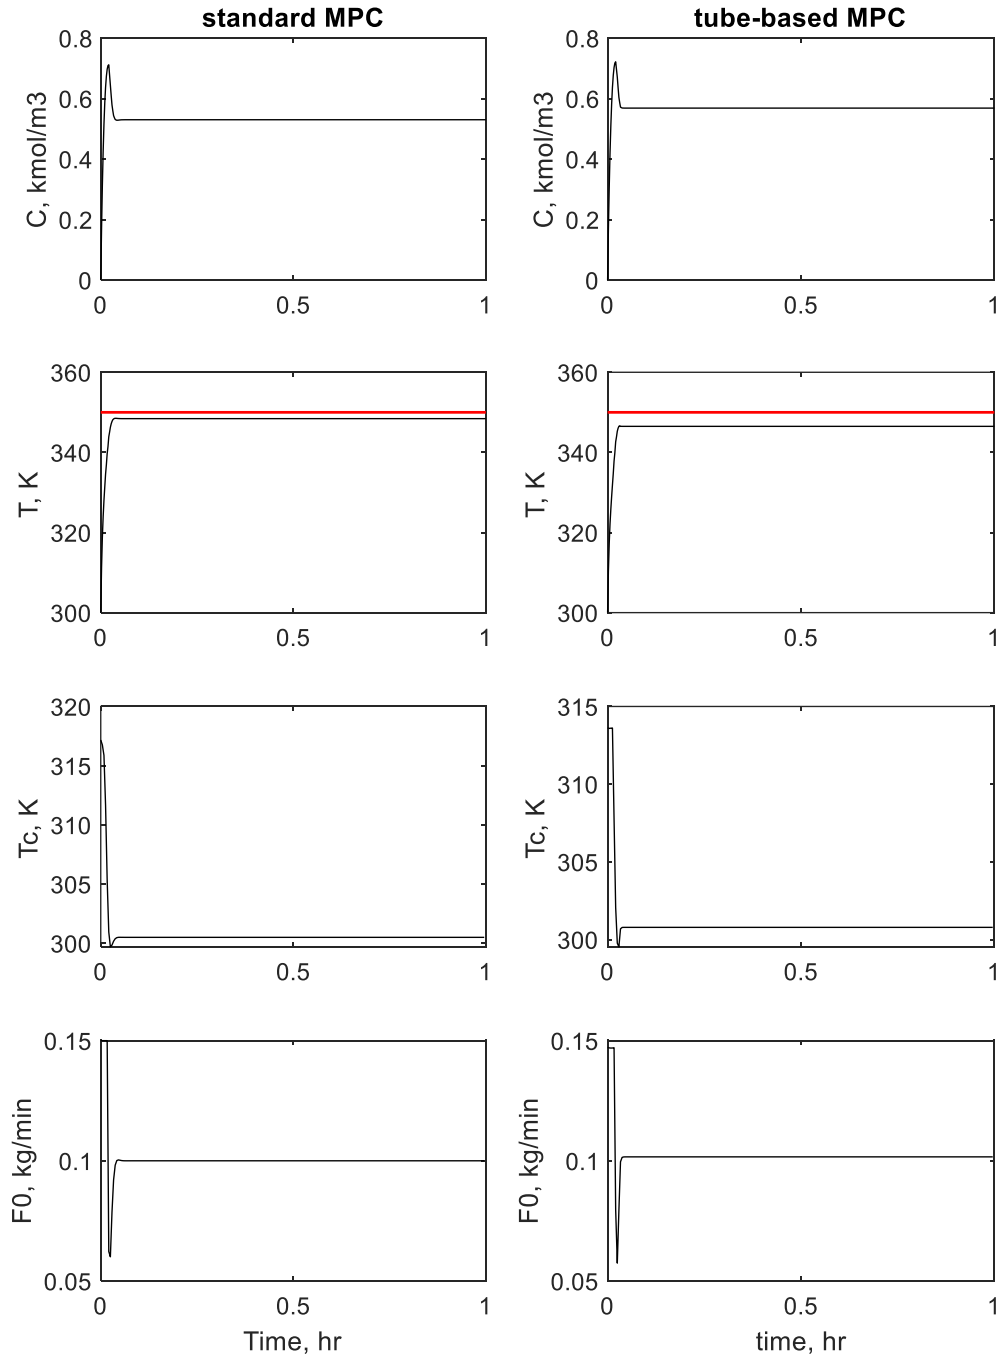 standard MPC
tube-based MPC
0.8
0.6
0.4
0.2
0
C, kmol/m3
0 0.5 1
0.8
0.6
0.4
0.2
0
C, kmol/m3
0 0.5 1
360
340
320
300
T, K
0 0.5 1
360
340
320
300
T, K
0 0.5 1
320
315
310
305
300
Tc, K
0 0.5 1
315
310
305
300
Tc, K
0 0.5 1
0.15
0.1
0.05
F0, kg/min
0 0.5 1
Time, hr
0.15
0.1
0.05
F0, kg/min
0 0.5 1
time, hr